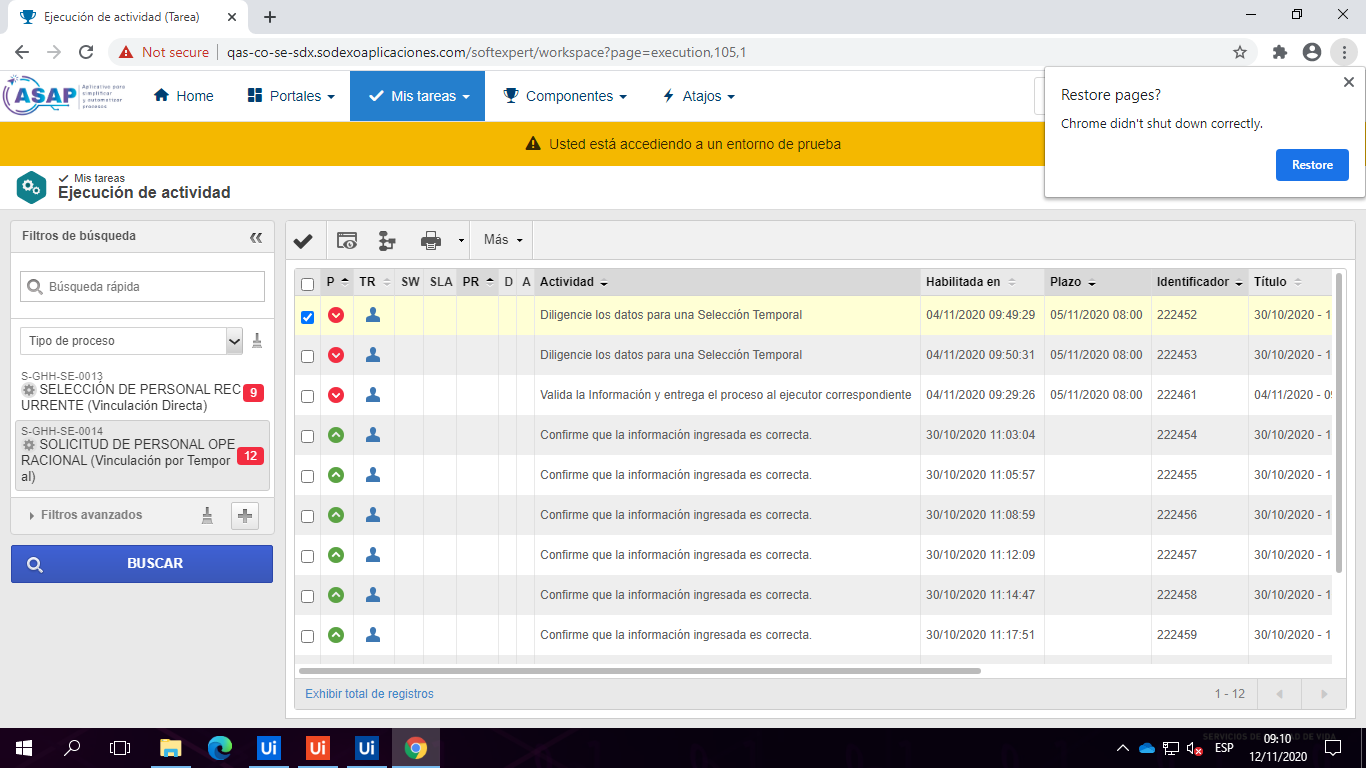 Ejecución de actividad (Tarea)
Not secure
qas-co-se-sdx.sodexoaplicaciones.com/softexpert/workspace?page=execution,105,1
ASAP
Aplicativo para simplificar y automatizar procesos
Home
Portales
Mis tareas
Componentes
Atajos
Restore pages?
Chrome didn't shut down correctly.
Restore
Usted está accediendo a un entorno de prueba
Mis tareas
Ejecución de actividad
Filtros de búsqueda
Búsqueda rápida
Tipo de proceso
S-GHH-SE-0013
SELECCIÓN DE PERSONAL REC
URRENTE (Vinculación Directa)
9
S-GHH-SE-0014
SOLICITUD DE PERSONAL OPE
RACIONAL (Vinculación por Tempor
al)
12
Filtros avanzados
BUSCAR
Más
P TR SW SLA PR D A Actividad Habilitada en Plazo Identificador Título
Diligencie los datos para una Selección Temporal 04/11/2020 09:49:29 05/11/2020 08:00 222452 30/10/2020 - 1
Diligencie los datos para una Selección Temporal 04/11/2020 09:50:31 05/11/2020 08:00 222453 30/10/2020 - 1
Valida la Información y entrega el proceso al ejecutor correspondiente 04/11/2020 09:29:26 05/11/2020 08:00 222461 04/11/2020 - 09
Confirme que la información ingresada es correcta. 30/10/2020 11:03:04 222454 30/10/2020 - 1
Confirme que la información ingresada es correcta. 30/10/2020 11:05:57 222455 30/10/2020 - 1
Confirme que la información ingresada es correcta. 30/10/2020 11:08:59 222456 30/10/2020 - 1
Confirme que la información ingresada es correcta. 30/10/2020 11:12:09 222457 30/10/2020 - 1
Confirme que la información ingresada es correcta. 30/10/2020 11:14:47 222458 30/10/2020 - 1
Confirme que la información ingresada es correcta. 30/10/2020 11:17:51 222459 30/10/2020 - 1
Exhibir total de registros
1 - 12
Ui
Ui
Ui
ESP
09:10
12/11/2020